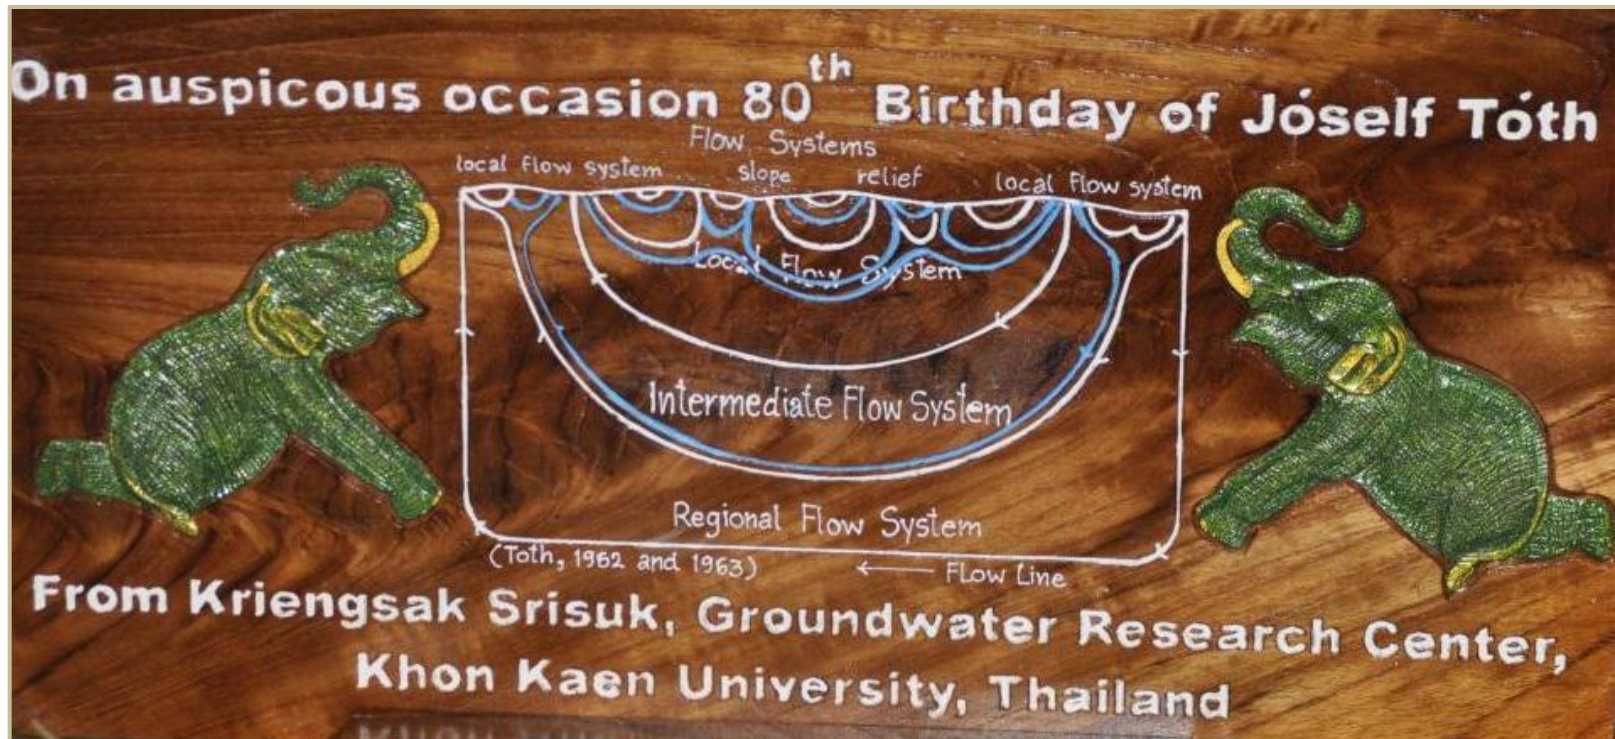 On auspicous occasion 80th Birthday of Jóself Tóth
Flow Systems
local flow system slope relief local flow system
Local Flow System
Intermediate Flow System
Regional Flow System
(Toth, 1962 and 1963) ← Flow Line
From Kriengsak Srisuk, Groundwater Research Center,
Khon Kaen University, Thailand